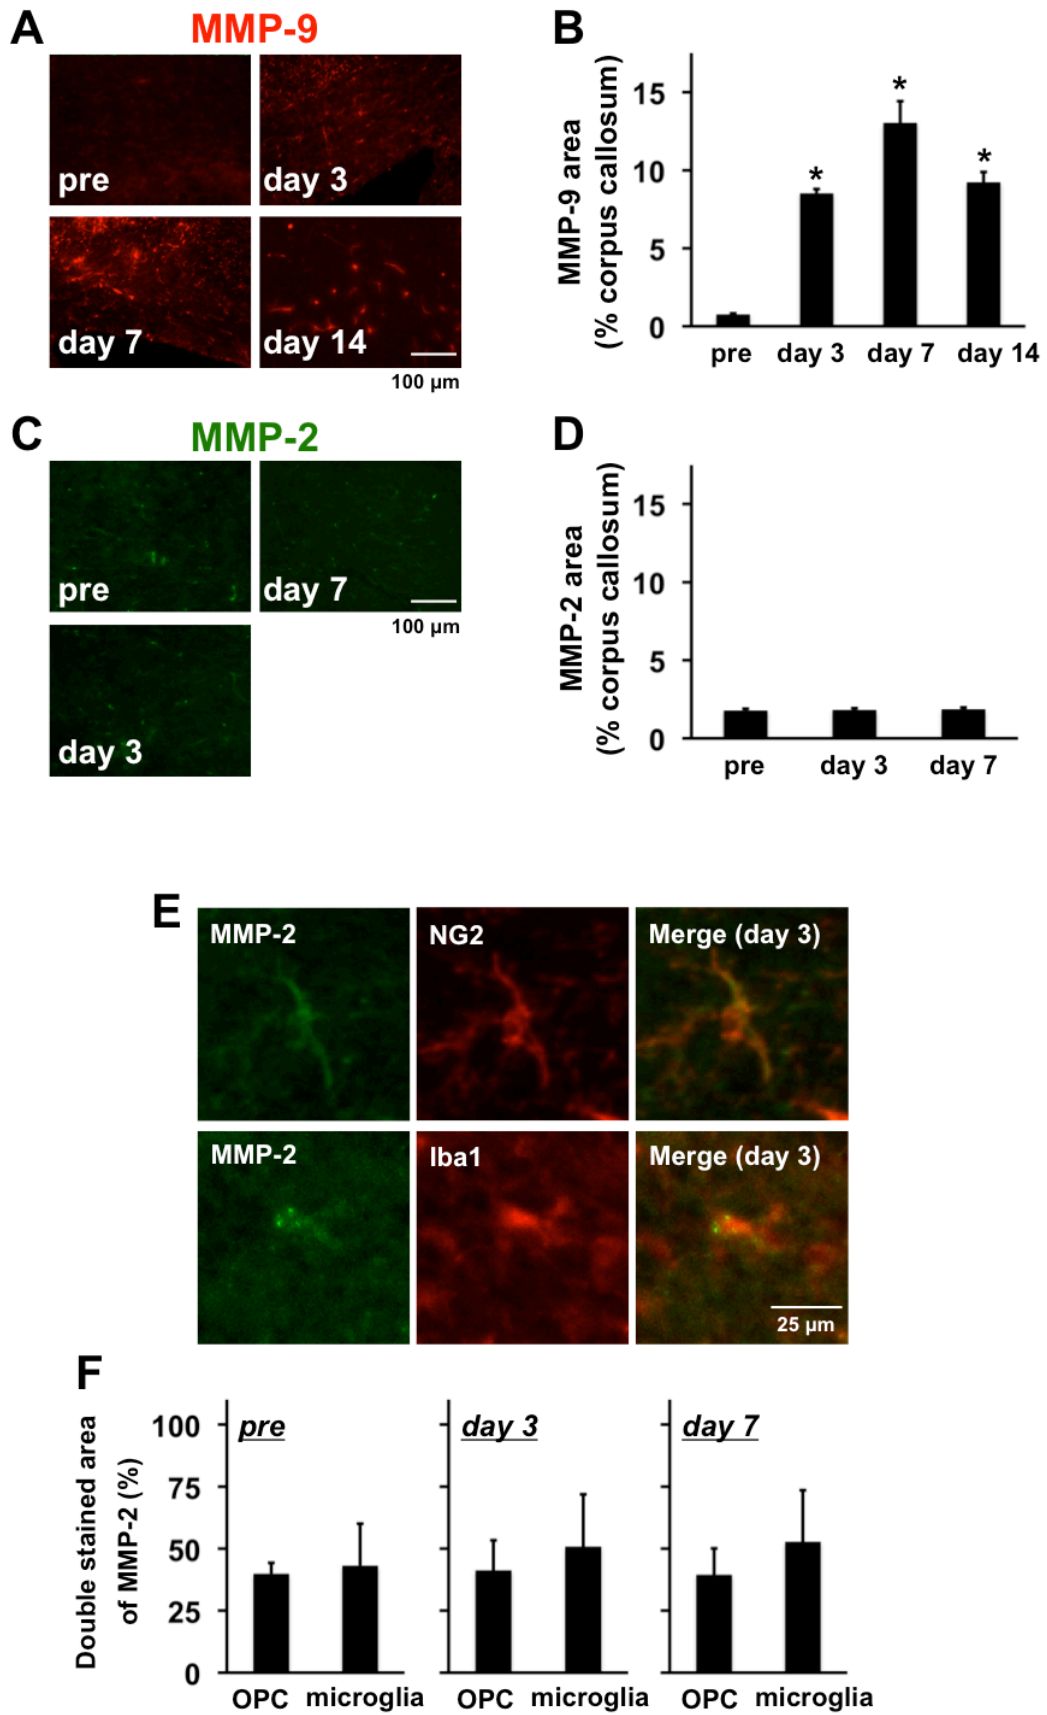 A
MMP-9
pre
day 3
day 7
day 14
100 µm
B
MMP-9 area
(% corpus callosum)
15
10
5
0
*
*
*
pre day 3 day 7 day 14
C
MMP-2
pre
day 7
100 µm
day 3
D
MMP-2 area
(% corpus callosum)
15
10
5
0
pre day 3 day 7
E
MMP-2
NG2
Merge (day 3)
MMP-2
Iba1
Merge (day 3)
25 µm
F
Double stained area
of MMP-2 (%)
100
75
50
25
0
pre
day 3
day 7
OPC microglia
OPC microglia
OPC microglia